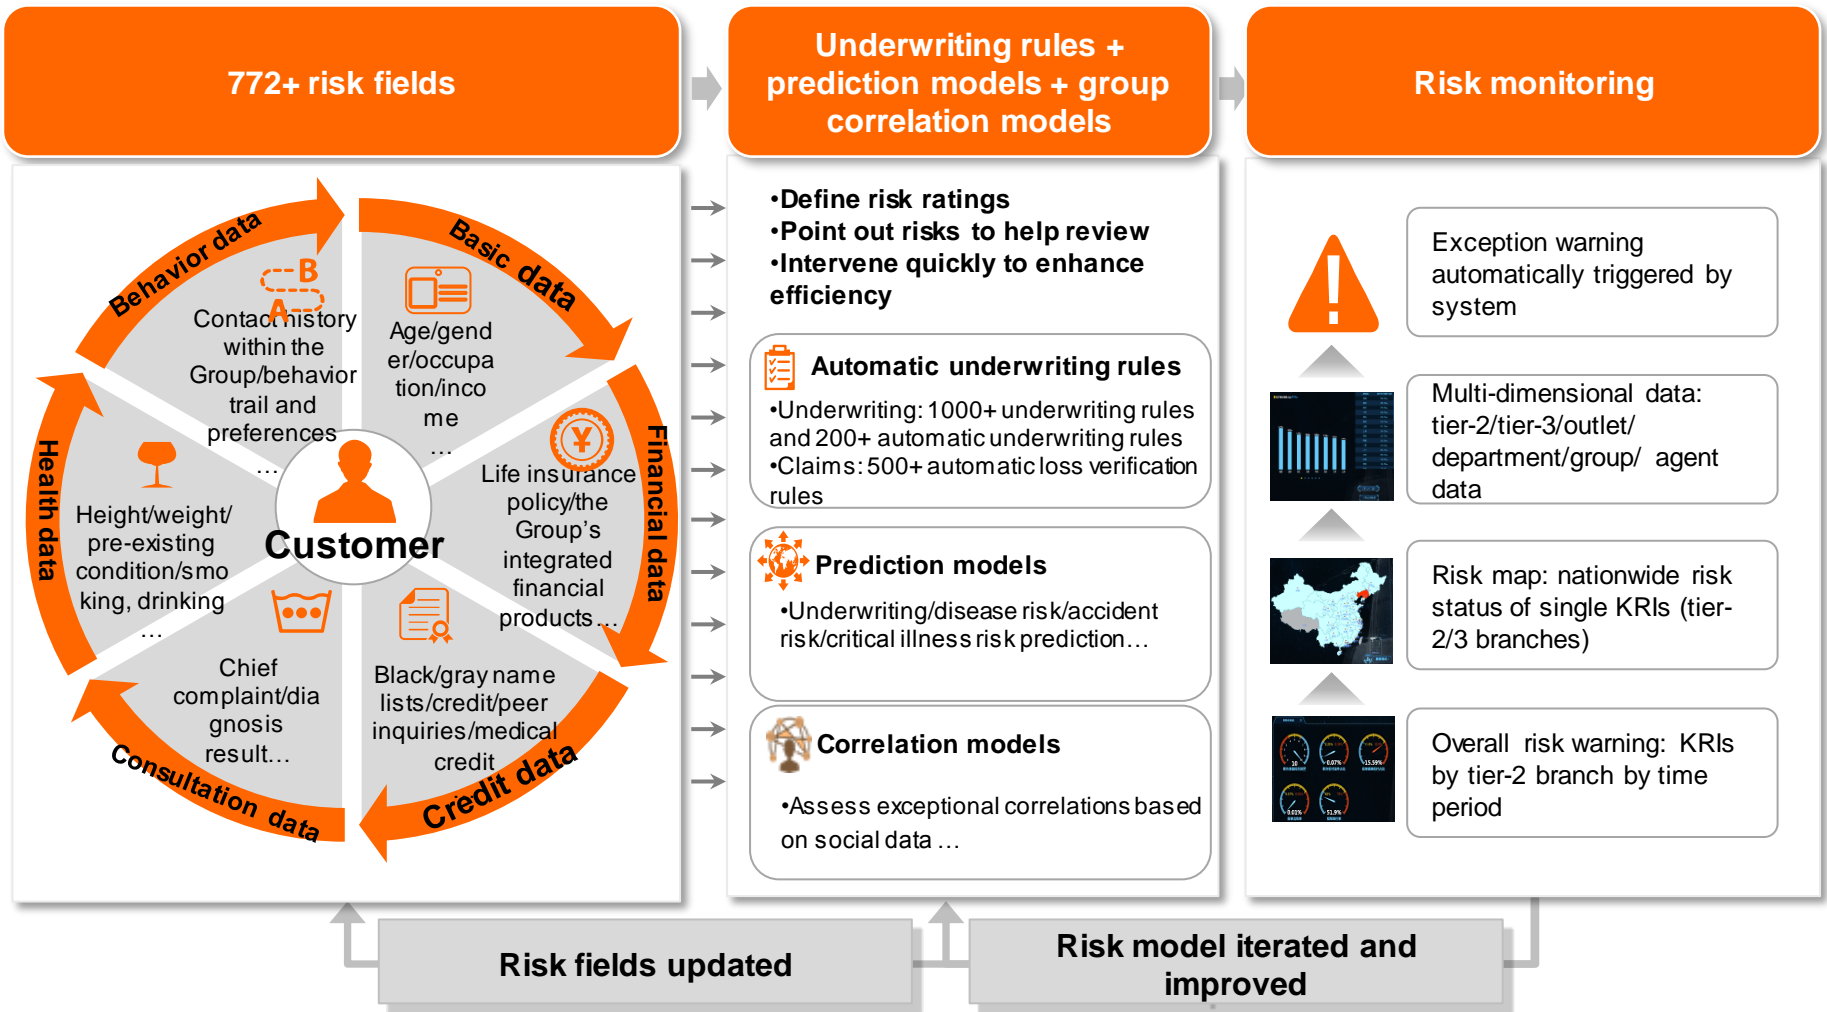 772+ risk fields
Underwriting rules +
prediction models + group
correlation models
Risk monitoring
Behavior data
Basic data
Financial data
Credit data
Consultation data
Health data
B
A
Contact history
within the
Group/behavior
trail and
preferences
…
Age/gend
er/occupa
tion/inco
me
…
¥
Life insurance
policy/the
Group's
integrated
financial
products…
Black/gray name
lists/credit/peer
inquiries/medical
credit
Chief
complaint/dia
gnosis
result…
Height/weight/
pre-existing
condition/smo
king, drinking
…
Customer
•Define risk ratings
•Point out risks to help review
•Intervene quickly to enhance
efficiency
Automatic underwriting rules
•Underwriting: 1000+ underwriting rules
and 200+ automatic underwriting rules
•Claims: 500+ automatic loss verification
rules
Prediction models
•Underwriting/disease risk/accident
risk/critical illness risk prediction…
Correlation models
•Assess exceptional correlations based
on social data …
Exception warning
automatically triggered by
system
Multi-dimensional data:
tier-2/tier-3/outlet/
department/group/ agent
data
Risk map: nationwide risk
status of single KRIs (tier-
2/3 branches)
Overall risk warning: KRIs
by tier-2 branch by time
period
10
0.07%
-15.59%
0.01%
51.9%
Risk fields updated
Risk model iterated and
improved